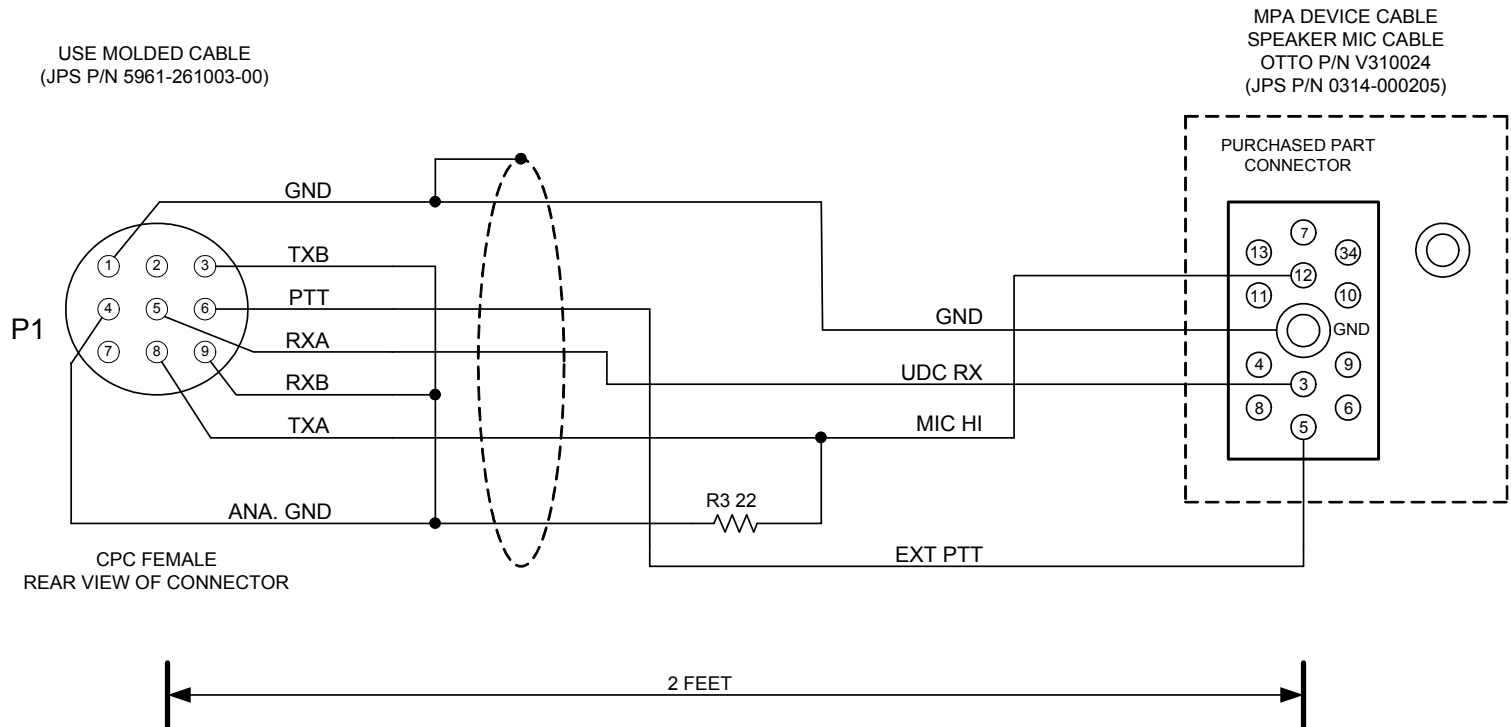 USE MOLDED CABLE
(JPS P/N 5961-261003-00)
MPA DEVICE CABLE
SPEAKER MIC CABLE
OTTO P/N V310024
(JPS P/N 0314-000205)
PURCHASED PART
CONNECTOR
P1
1 2 3
4 5 6
7 8 9
GND
TXB
PTT
RXA
RXB
TXA
ANA. GND
R3 22
GND
UDC RX
MIC HI
EXT PTT
7
13 34
12
11 10
GND
4 9
3
8 6
5
CPC FEMALE
REAR VIEW OF CONNECTOR
2 FEET